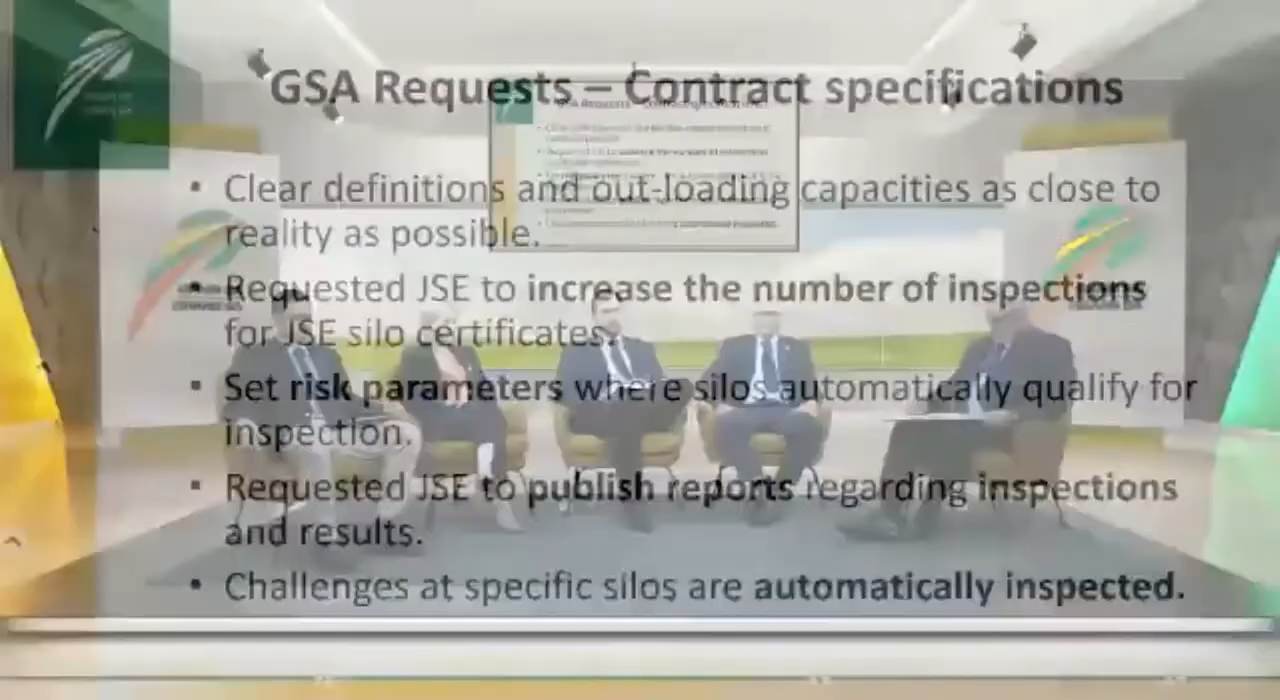 GSA Requests – Contract specifications
• Clear definitions and out-loading capacities as close to
reality as possible.
• Requested JSE to increase the number of inspections
for JSE silo certificates.
• Set risk parameters where silos automatically qualify for
inspection.
• Requested JSE to publish reports regarding inspections
and results.
• Challenges at specific silos are automatically inspected.